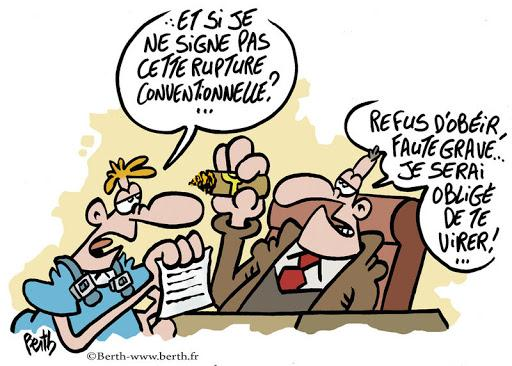 ..ET SI JE
NE SIGNE PAS
CETTE RUPTURE
CONVENTIONNELLE?
...
REFUS D'OBÉIR,
FAUTE GRAVE...
JE SERAI
OBLIGÉ
DE TE
VIRER!
...
Berth
©Berth-www.berth.fr